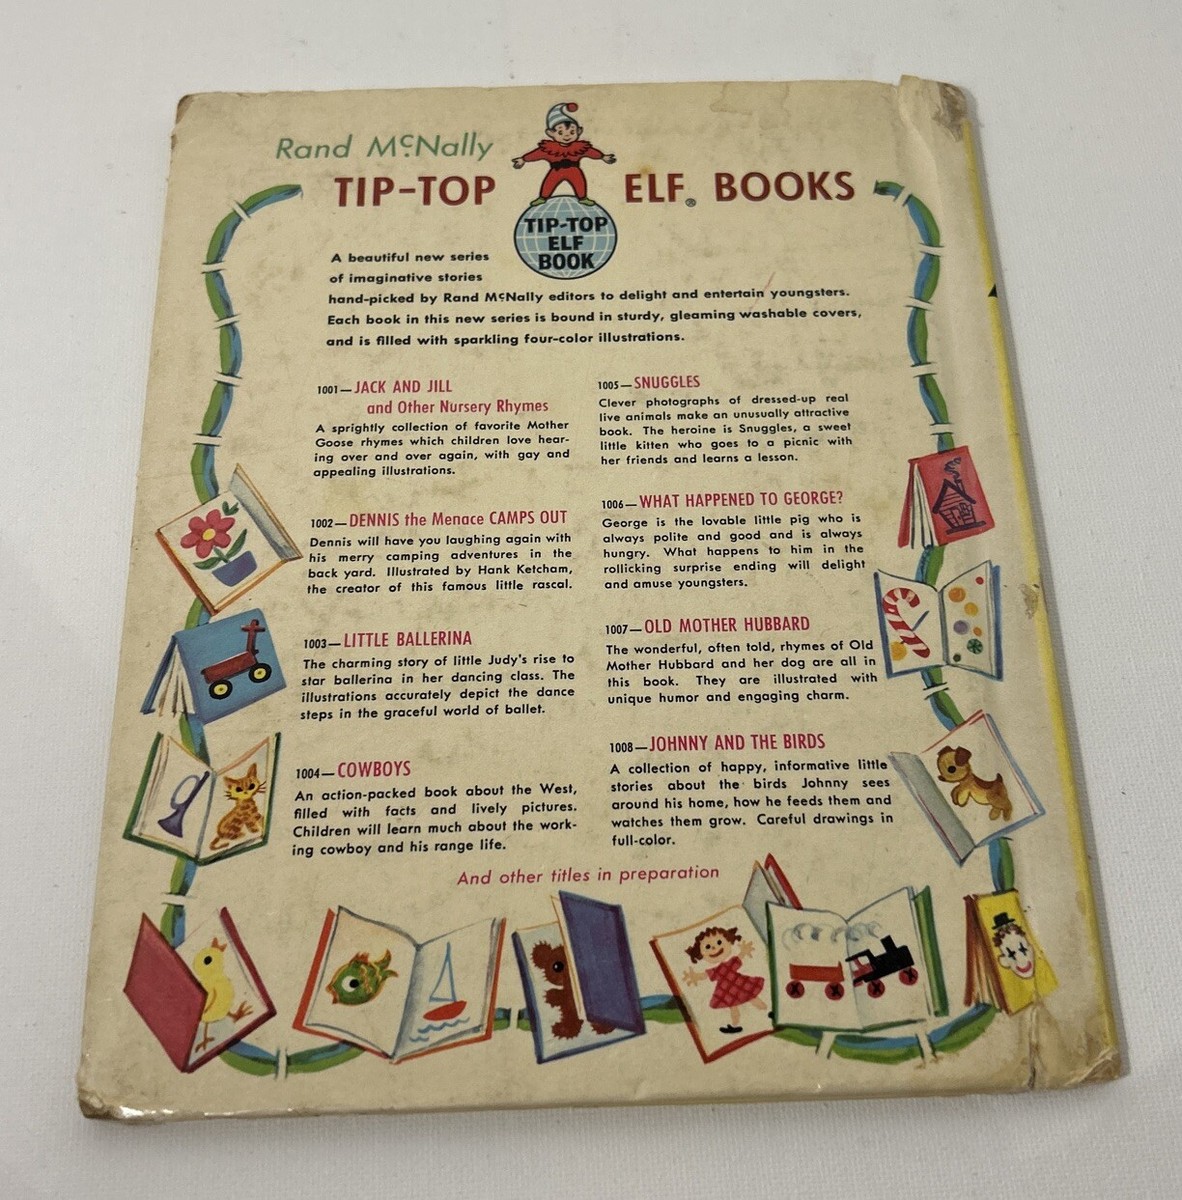 Rand McNally
TIP-TOP ELF® BOOKS
TIP-TOP
ELF
BOOK
A beautiful new series
of imaginative stories
hand-picked by Rand McNally editors to delight and entertain youngsters.
Each book in this new series is bound in sturdy, gleaming washable covers,
and is filled with sparkling four-color illustrations.
1001—JACK AND JILL
and Other Nursery Rhymes
A sprightly collection of favorite Mother
Goose rhymes which children love hear-
ing over and over again, with gay and
appealing illustrations.
1002—DENNIS the Menace CAMPS OUT
Dennis will have you laughing again with
his merry camping adventures in the
back yard. Illustrated by Hank Ketcham,
the creator of this famous little rascal.
1003—LITTLE BALLERINA
The charming story of little Judy's rise to
star ballerina in her dancing class. The
illustrations accurately depict the dance
steps in the graceful world of ballet.
1004—COWBOYS
An action-packed book about the West,
filled with facts and lively pictures.
Children will learn much about the work-
ing cowboy and his range life.
1005—SNUGGLES
Clever photographs of dressed-up real
live animals make an unusually attractive
book. The heroine is Snuggles, a sweet
little kitten who goes to a picnic with
her friends and learns a lesson.
1006—WHAT HAPPENED TO GEORGE?
George is the lovable little pig who is
always polite and good and is always
hungry. What happens to him in the
rollicking surprise ending will delight
and amuse youngsters.
1007—OLD MOTHER HUBBARD
The wonderful, often told, rhymes of Old
Mother Hubbard and her dog are all in
this book. They are illustrated with
unique humor and engaging charm.
1008—JOHNNY AND THE BIRDS
A collection of happy, informative little
stories about the birds Johnny sees
around his home, how he feeds them and
watches them grow. Careful drawings in
full-color.
And other titles in preparation